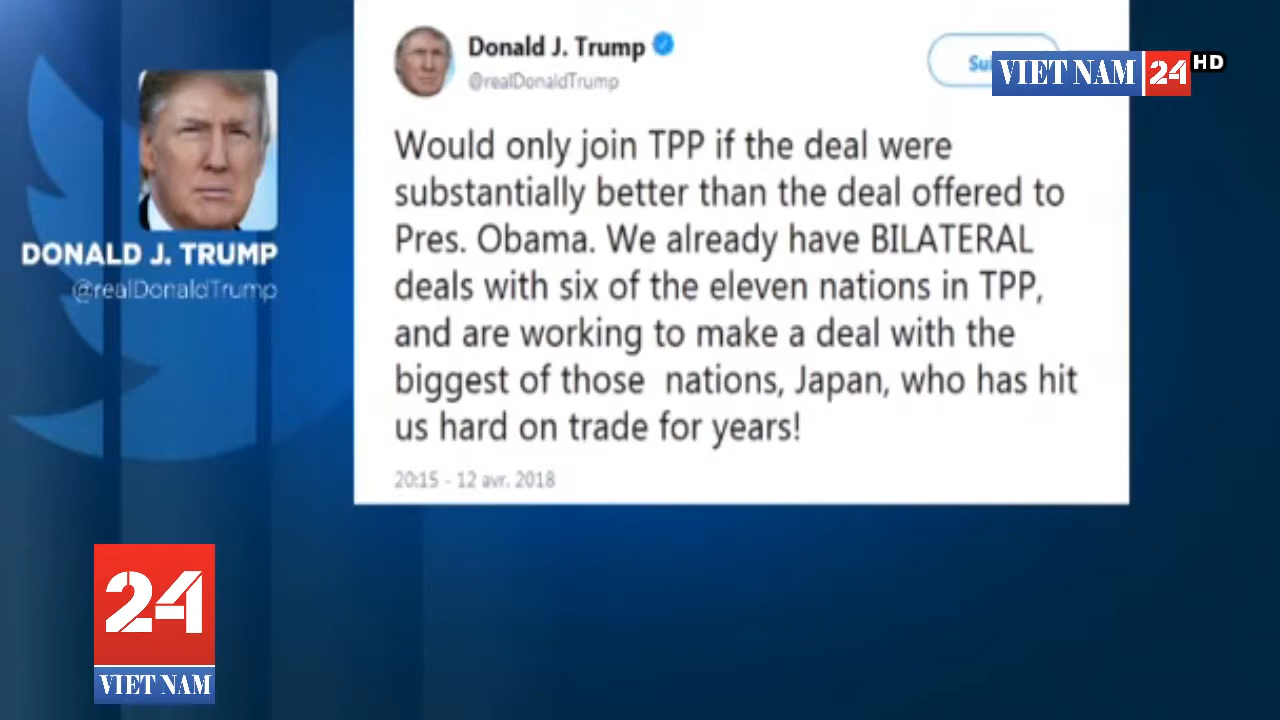 Donald J. Trump
@realDonaldTrump
VIET NAM 24 HD
Would only join TPP if the deal were
substantially better than the deal offered to
Pres. Obama. We already have BILATERAL
deals with six of the eleven nations in TPP,
and are working to make a deal with the
biggest of those nations, Japan, who has hit
us hard on trade for years!
20:15 - 12 avr. 2018
DONALD J. TRUMP
@realDonaldTrump
24
VIET NAM